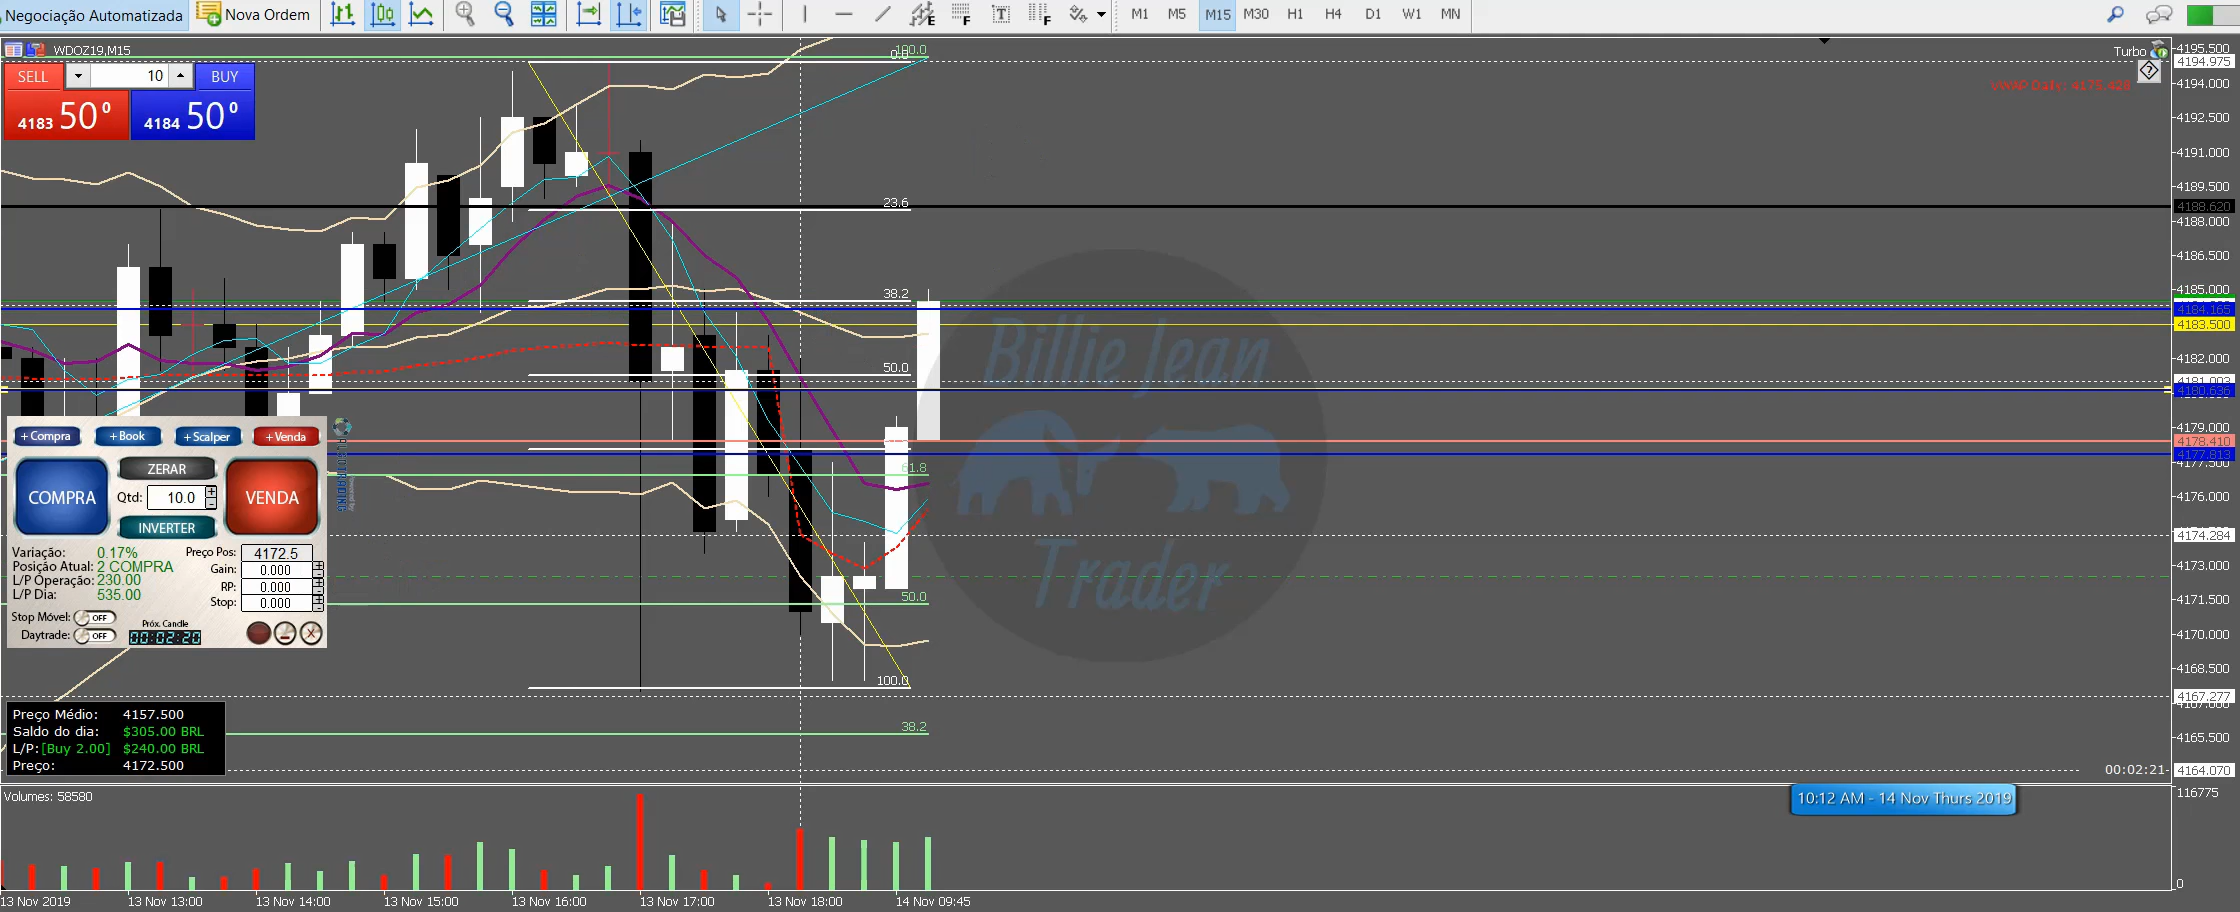 Negociação Automatizada
Nova Ordem
M1 M5 M15 M30 H1 H4 D1 W1 MN
WDOZ19,M15
Turbo
SELL 10 BUY
4183 50 0
4184 50 0
VWAP Daily: 4175.428
100.0
0.0
23.6
38.2
50.0
61.8
50.0
100.0
38.2
4195.500
4194.975
4194.000
4192.500
4191.000
4189.500
4188.620
4188.000
4186.500
4185.000
4184.165
4183.500
4182.000
4181.003
4180.636
4179.000
4178.410
4177.813
4177.500
4176.000
4174.284
4173.000
4171.500
4170.000
4168.500
4167.277
4167.000
4165.500
4164.070
00:02:21
Billie Jean
Trader
+Compra +Book +Scalper +Venda
ZERAR
COMPRA Qtd: 10.0 VENDA
INVERTER
Variação: 0.17% Preço Pos: 4172.5
Posição Atual: 2 COMPRA Gain: 0.000
L/P Operação: 230.00 RP: 0.000
L/P Dia: 535.00 Stop: 0.000
Stop Móvel: OFF Próx. Candle
Daytrade: OFF 00:02:20
Preço Médio: 4157.500
Saldo do dia: $305.00 BRL
L/P:[Buy 2.00] $240.00 BRL
Preço: 4172.500
Volumes: 58580
116775
0
10:12 AM - 14 Nov Thurs 2019
13 Nov 2019 13 Nov 13:00 13 Nov 14:00 13 Nov 15:00 13 Nov 16:00 13 Nov 17:00 13 Nov 18:00 14 Nov 09:45